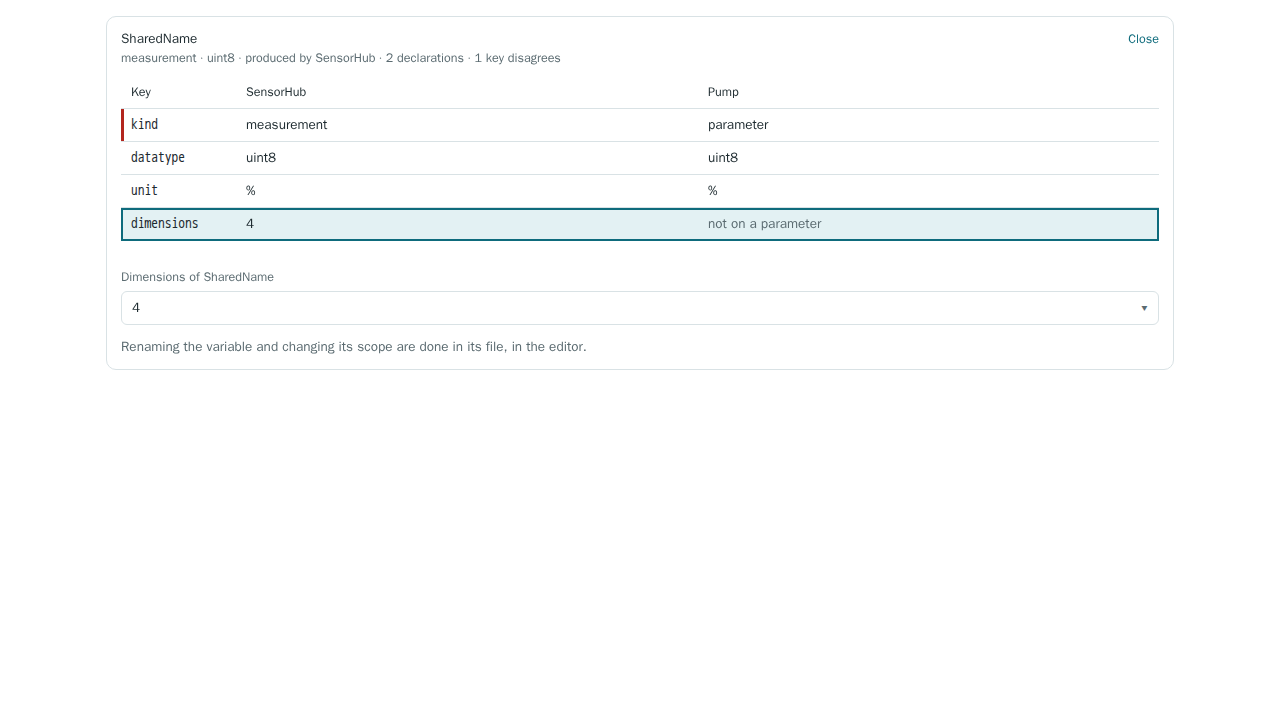 SharedName Close
measurement · uint8 · produced by SensorHub · 2 declarations · 1 key disagrees
Key SensorHub Pump
kind measurement parameter
datatype uint8 uint8
unit % %
dimensions 4 not on a parameter
Dimensions of SharedName
4
Renaming the variable and changing its scope are done in its file, in the editor.